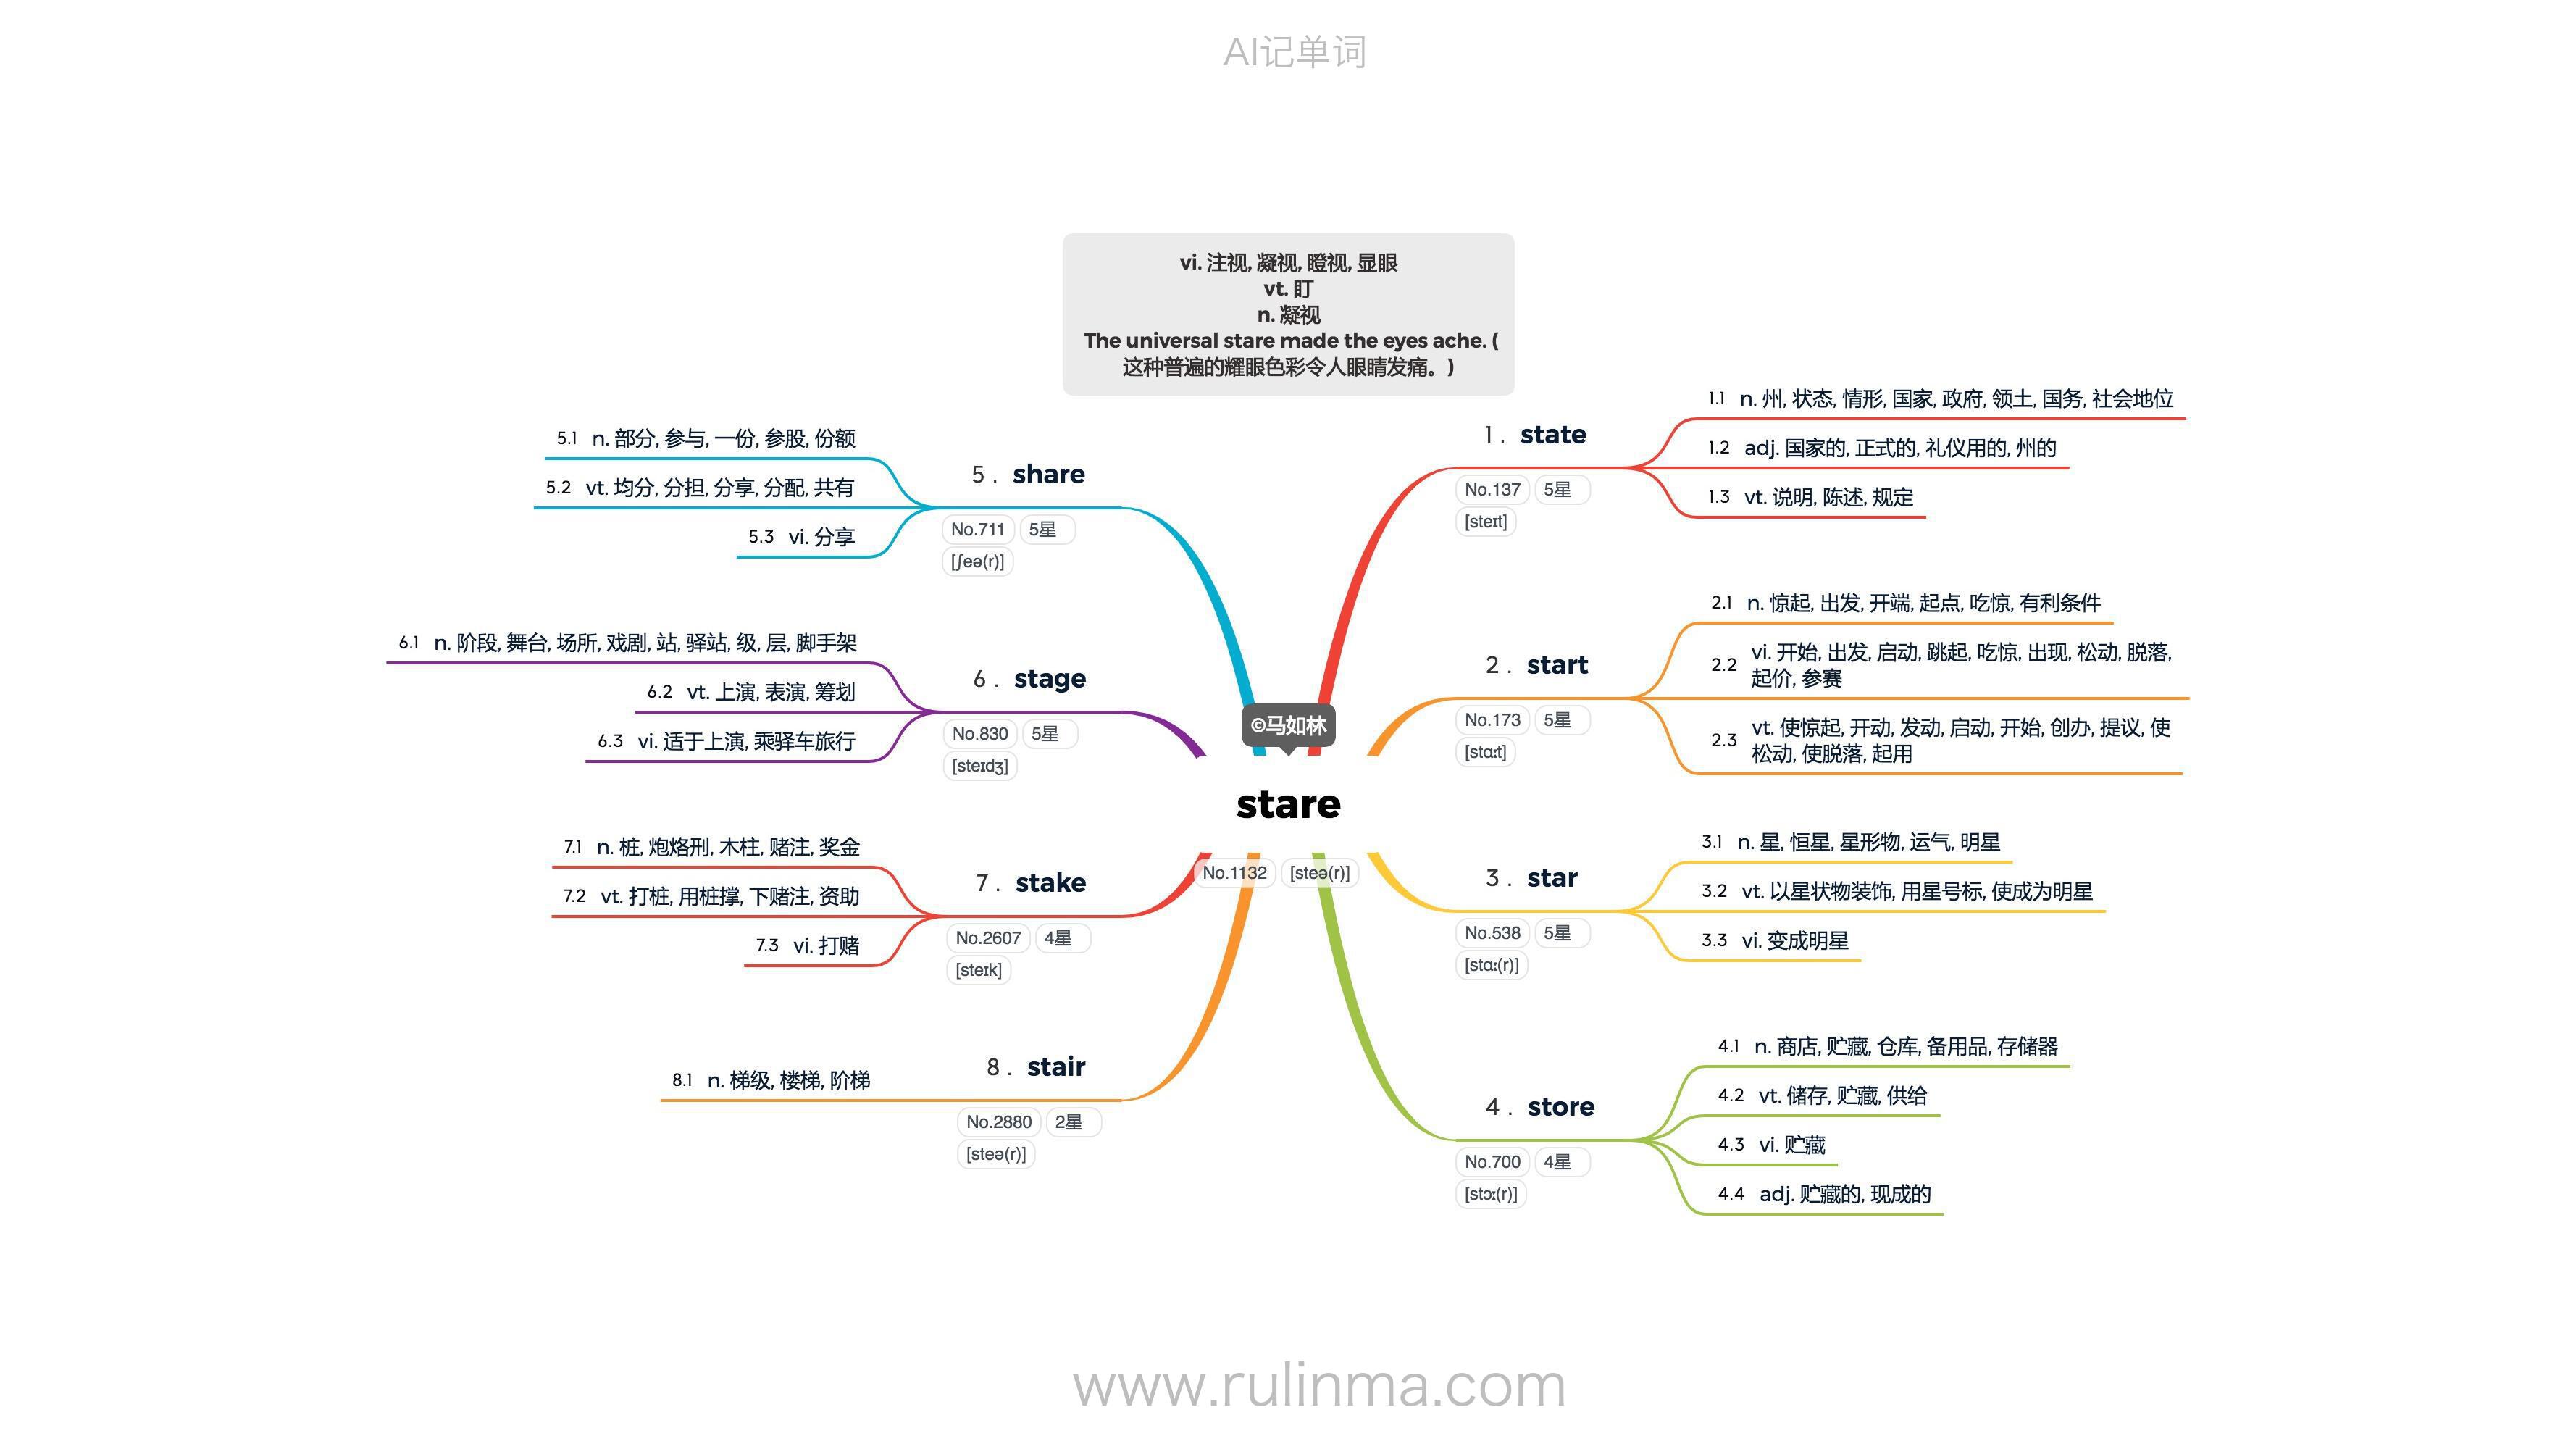 AI记单词
vi. 注视, 凝视, 瞪视, 显眼
vt. 盯
n. 凝视
The universal stare made the eyes ache. (
这种普遍的耀眼色彩令人眼睛发痛。)
©马如林
stare
No.1132 [steə(r)]
1. state
No.137 5星
[steɪt]
1.1 n. 州, 状态, 情形, 国家, 政府, 领土, 国务, 社会地位
1.2 adj. 国家的, 正式的, 礼仪用的, 州的
1.3 vt. 说明, 陈述, 规定
2. start
No.173 5星
[stɑːt]
2.1 n. 惊起, 出发, 开端, 起点, 吃惊, 有利条件
2.2 vi. 开始, 出发, 启动, 跳起, 吃惊, 出现, 松动, 脱落,
起价, 参赛
2.3 vt. 使惊起, 开动, 发动, 启动, 开始, 创办, 提议, 使
松动, 使脱落, 起用
3. star
No.538 5星
[stɑː(r)]
3.1 n. 星, 恒星, 星形物, 运气, 明星
3.2 vt. 以星状物装饰, 用星号标, 使成为明星
3.3 vi. 变成明星
4. store
No.700 4星
[stɔː(r)]
4.1 n. 商店, 贮藏, 仓库, 备用品, 存储器
4.2 vt. 储存, 贮藏, 供给
4.3 vi. 贮藏
4.4 adj. 贮藏的, 现成的
5. share
No.711 5星
[ʃeə(r)]
5.1 n. 部分, 参与, 一份, 参股, 份额
5.2 vt. 均分, 分担, 分享, 分配, 共有
5.3 vi. 分享
6. stage
No.830 5星
[steɪdʒ]
6.1 n. 阶段, 舞台, 场所, 戏剧, 站, 驿站, 级, 层, 脚手架
6.2 vt. 上演, 表演, 筹划
6.3 vi. 适于上演, 乘驿车旅行
7. stake
No.2607 4星
[steɪk]
7.1 n. 桩, 炮烙刑, 木柱, 赌注, 奖金
7.2 vt. 打桩, 用桩撑, 下赌注, 资助
7.3 vi. 打赌
8. stair
No.2880 2星
[steə(r)]
8.1 n. 梯级, 楼梯, 阶梯
www.rulinma.com